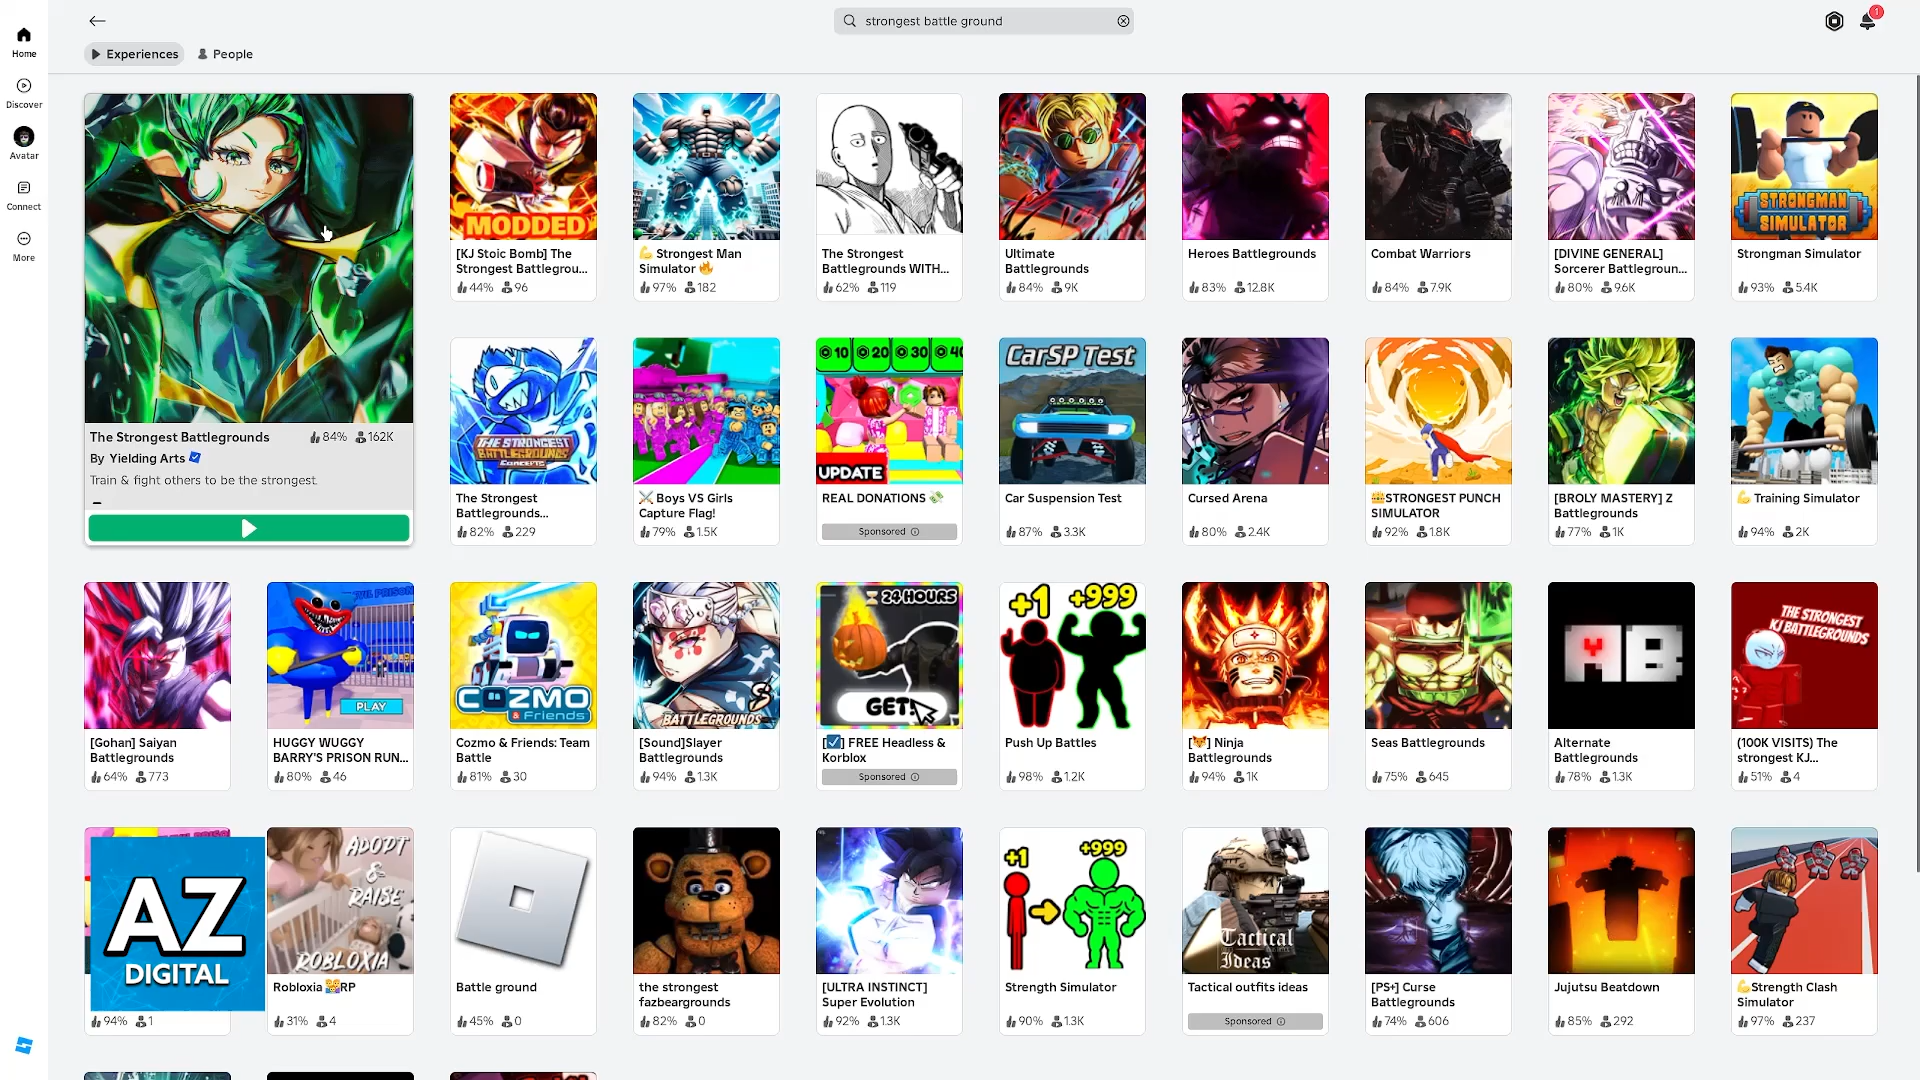 strongest battle ground
1
Home
Discover
Avatar
Connect
More
Experiences
People
The Strongest Battlegrounds
84% 162K
By Yielding Arts
Train & fight others to be the strongest.
MODDED
[KJ Stoic Bomb] The
Strongest Battlegrou...
44% 96
Strongest Man
Simulator
97% 182
The Strongest
Battlegrounds WITH...
62% 119
Ultimate
Battlegrounds
84% 9K
Heroes Battlegrounds
83% 12.8K
Combat Warriors
84% 7.9K
[DIVINE GENERAL]
Sorcerer Battlegroun...
80% 9.6K
STRONGMAN
SIMULATOR
Strongman Simulator
93% 5.4K
THE STRONGEST
BATTLEGROUNDS
CONCEPTS
The Strongest
Battlegrounds...
82% 229
Boys VS Girls
Capture Flag!
79% 1.5K
10 20 30 40
UPDATE
REAL DONATIONS
Sponsored
CarSP Test
Car Suspension Test
87% 3.3K
Cursed Arena
80% 2.4K
STRONGEST PUNCH
SIMULATOR
92% 1.8K
[BROLY MASTERY] Z
Battlegrounds
77% 1K
Training Simulator
94% 2K
[Gohan] Saiyan
Battlegrounds
64% 773
PLAY
HUGGY WUGGY
BARRY'S PRISON RUN...
80% 46
COZMO
& Friends
Cozmo & Friends: Team
Battle
81% 30
BATTLEGROUNDS
[Sound]Slayer
Battlegrounds
94% 1.3K
24 HOURS
GET!
[☑] FREE Headless &
Korblox
Sponsored
+1 +999
Push Up Battles
98% 1.2K
[🦊] Ninja
Battlegrounds
94% 1K
Seas Battlegrounds
75% 645
AB
Alternate
Battlegrounds
78% 1.3K
THE STRONGEST
KJ BATTLEGROUNDS
(100K VISITS) The
strongest KJ...
51% 4
AZ
DIGITAL
94% 1
ADOPT
&
RAISE
ROBLOXIA
Robloxia RP
31% 4
Battle ground
45% 0
the strongest
fazbeargrounds
82% 0
[ULTRA INSTINCT]
Super Evolution
92% 1.3K
+1
+999
Strength Simulator
90% 1.3K
Tactical
Ideas
Tactical outfits ideas
Sponsored
[PS+] Curse
Battlegrounds
74% 606
Jujutsu Beatdown
85% 292
Strength Clash
Simulator
97% 237